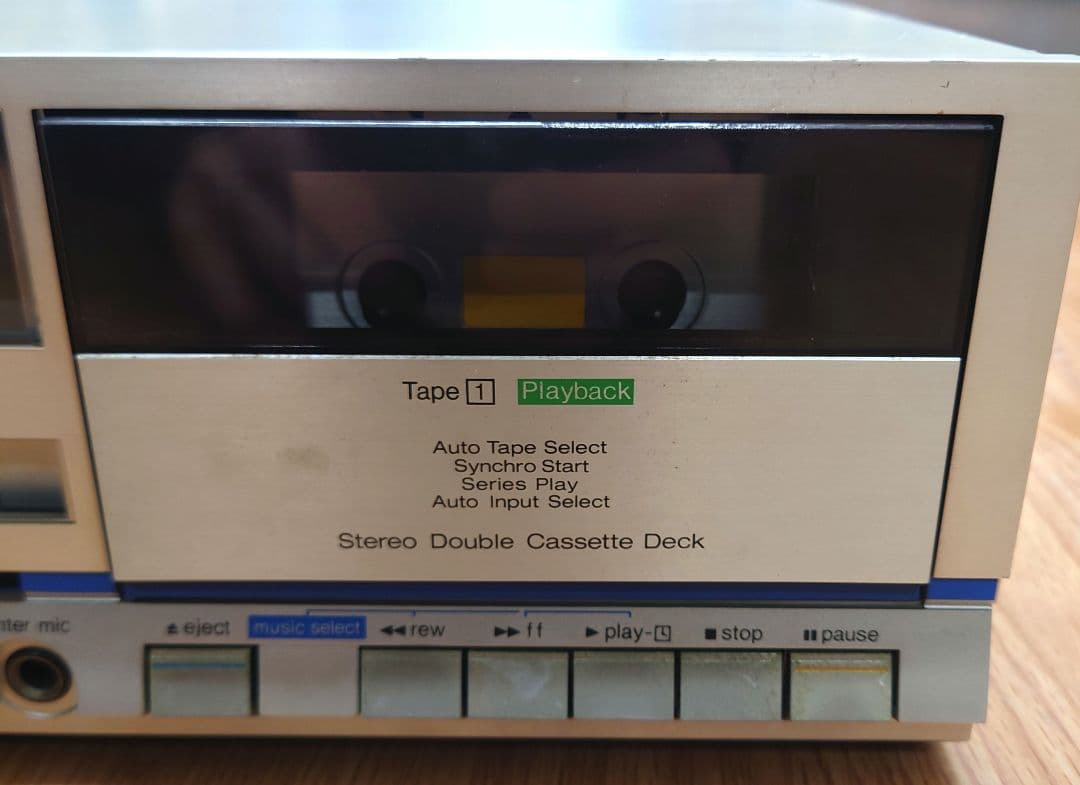 Tape 1 Playback
Auto Tape Select
Synchro Start
Series Play
Auto Input Select
Stereo Double Cassette Deck
mic eject music select rew ff play- stop pause